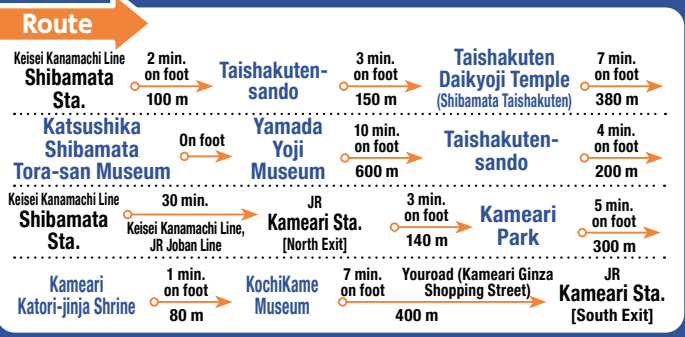 Route
Keisei Kanamachi Line
Shibamata
Sta.
2 min.
on foot
100 m
Taishakuten-
sando
3 min.
on foot
150 m
Taishakuten
Daikyoji Temple
(Shibamata Taishakuten)
7 min.
on foot
380 m
Katsushika
Shibamata
Tora-san Museum
On foot
Yamada
Yoji
Museum
10 min.
on foot
600 m
Taishakuten-
sando
4 min.
on foot
200 m
Keisei Kanamachi Line
Shibamata
Sta.
30 min.
Keisei Kanamachi Line,
JR Joban Line
JR
Kameari Sta.
[North Exit]
3 min.
on foot
140 m
Kameari
Park
5 min.
on foot
300 m
Kameari
Katori-jinja Shrine
1 min.
on foot
80 m
KochiKame
Museum
7 min.
on foot
Youroad (Kameari Ginza
Shopping Street)
400 m
JR
Kameari Sta.
[South Exit]